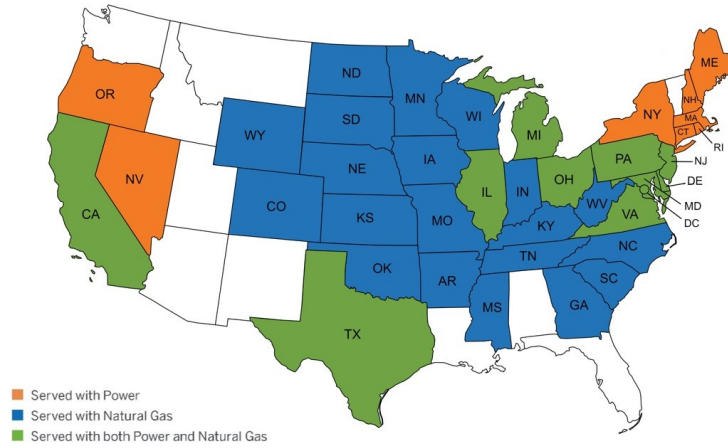 ME
ND
MN
OR
NH
WI
NY
MA
SD
MI
WY
CT
RI
PA
NJ
IA
NE
OH
DE
NV
IL
IN
MD
CA
CO
WV
VA
DC
KS
MO
KY
NC
TN
OK
AR
SC
MS
GA
TX
Served with Power
Served with Natural Gas
Served with both Power and Natural Gas